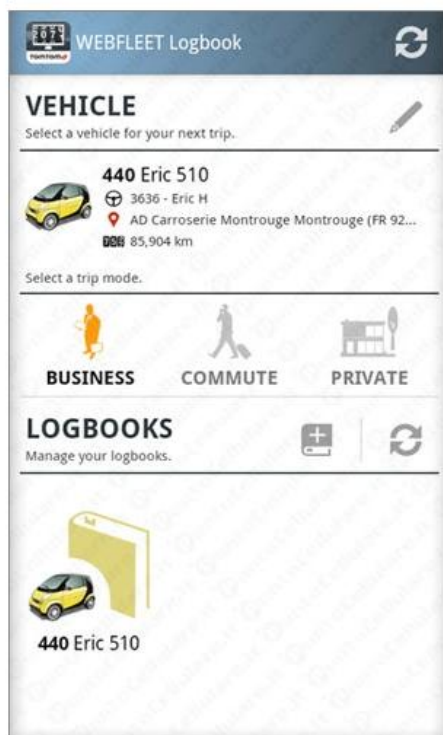 WEBFLEET Logbook
TOMTOM
VEHICLE
Select a vehicle for your next trip.
440 Eric 510
3636 - Eric H
AD Carroserie Montrouge Montrouge (FR 92...
85,904 km
Select a trip mode.
BUSINESS COMMUTE PRIVATE
LOGBOOKS
Manage your logbooks.
440 Eric 510